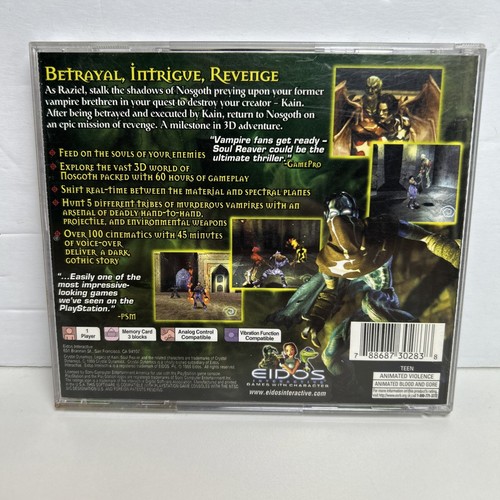 BETRAYAL, INTRIGUE, REVENGE
As Raziel, stalk the shadows of Nosgoth preying upon your former
vampire brethren in your quest to destroy your creator - Kain.
After being betrayed and executed by Kain, return to Nosgoth on
an epic mission of revenge. A milestone in 3D adventure.
"Vampire fans get ready -
Soul Reaver could be the
ultimate thriller."
-GamePro
FEED ON THE SOULS OF YOUR ENEMIES
EXPLORE THE VAST 3D WORLD OF
NOSGOTH PACKED WITH 60 HOURS OF GAMEPLAY
SHIFT REAL-TIME BETWEEN THE MATERIAL AND SPECTRAL PLANES
HUNT 5 DIFFERENT TRIBES OF MURDEROUS VAMPIRES WITH AN
ARSENAL OF DEADLY HAND-TO-HAND,
PROJECTILE, AND ENVIRONMENTAL WEAPONS
OVER 100 CINEMATICS WITH 45 MINUTES
OF VOICE-OVER
DELIVER A DARK,
GOTHIC STORY
"...Easily one of the
most impressive-
looking games
we've seen on the
PlayStation."
-PSM
1
Player
Memory Card
3 blocks
Analog Control
Compatible
Vibration Function
Compatible
Eidos Interactive
EIDOS
INTERACTIVE
GAMES WITH CHARACTER
www.eidosinteractive.com
7 88687 30283 8
TEEN
ANIMATED VIOLENCE
ANIMATED BLOOD AND GORE